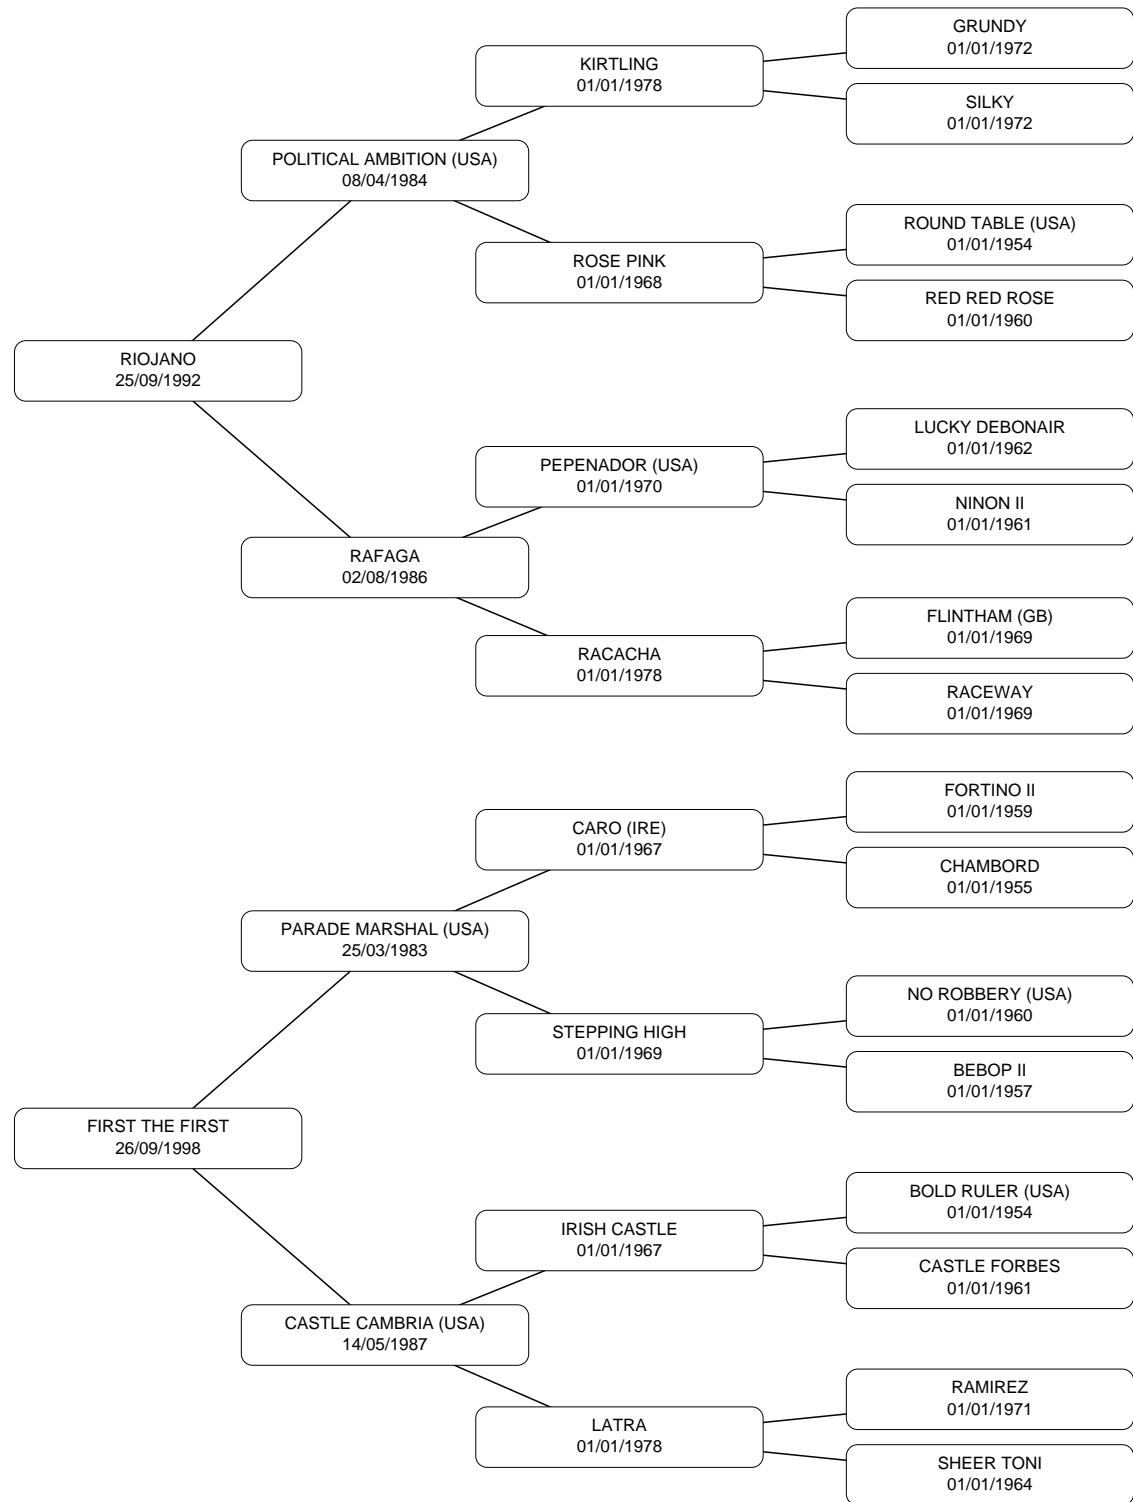 GRUNDY
01/01/1972
KIRTLING
01/01/1978
SILKY
01/01/1972
POLITICAL AMBITION (USA)
08/04/1984
ROUND TABLE (USA)
01/01/1954
ROSE PINK
01/01/1968
RED RED ROSE
01/01/1960
RIOJANO
25/09/1992
LUCKY DEBONAIR
01/01/1962
PEPENADOR (USA)
01/01/1970
NINON II
01/01/1961
RAFAGA
02/08/1986
FLINTHAM (GB)
01/01/1969
RACACHA
01/01/1978
RACEWAY
01/01/1969
FORTINO II
01/01/1959
CARO (IRE)
01/01/1967
CHAMBORD
01/01/1955
PARADE MARSHAL (USA)
25/03/1983
NO ROBBERY (USA)
01/01/1960
STEPPING HIGH
01/01/1969
BEBOP II
01/01/1957
FIRST THE FIRST
26/09/1998
BOLD RULER (USA)
01/01/1954
IRISH CASTLE
01/01/1967
CASTLE FORBES
01/01/1961
CASTLE CAMBRIA (USA)
14/05/1987
RAMIREZ
01/01/1971
LATRA
01/01/1978
SHEER TONI
01/01/1964